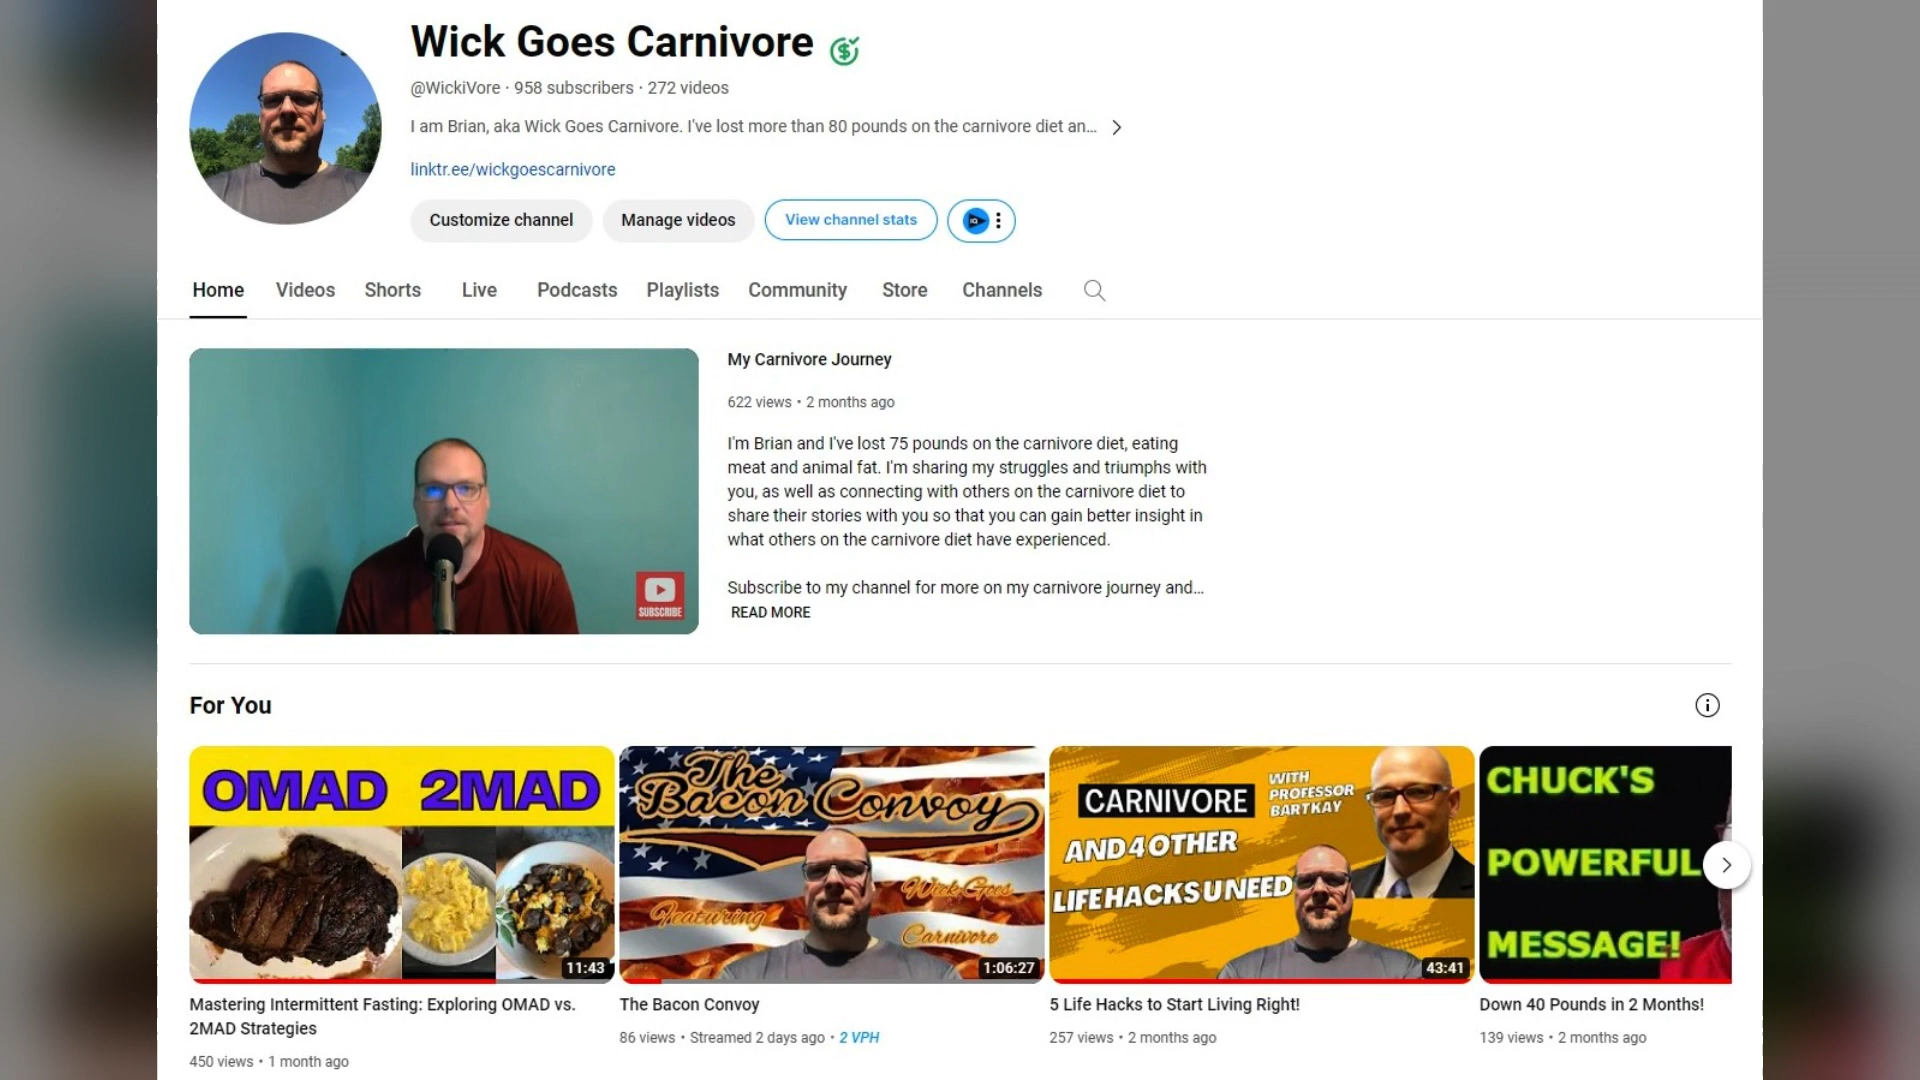 Wick Goes Carnivore
@WickiVore · 958 subscribers · 272 videos
I am Brian, aka Wick Goes Carnivore. I've lost more than 80 pounds on the carnivore diet an...
linktr.ee/wickgoescarnivore
Customize channel
Manage videos
View channel stats
IQ
Home
Videos
Shorts
Live
Podcasts
Playlists
Community
Store
Channels
SUBSCRIBE
My Carnivore Journey
622 views • 2 months ago
I'm Brian and I've lost 75 pounds on the carnivore diet, eating
meat and animal fat. I'm sharing my struggles and triumphs with
you, as well as connecting with others on the carnivore diet to
share their stories with you so that you can gain better insight in
what others on the carnivore diet have experienced.
Subscribe to my channel for more on my carnivore journey and...
READ MORE
For You
OMAD 2MAD
11:43
Mastering Intermittent Fasting: Exploring OMAD vs.
2MAD Strategies
450 views • 1 month ago
The
Bacon Convoy
Featuring
Wick Goes
Carnivore
1:06:27
The Bacon Convoy
86 views • Streamed 2 days ago • 2 VPH
CARNIVORE
WITH
PROFESSOR
BART KAY
AND 4 OTHER
LIFE HACKS U NEED
43:41
5 Life Hacks to Start Living Right!
257 views • 2 months ago
CHUCK'S
POWERFUL
MESSAGE!
Down 40 Pounds in 2 Months!
139 views • 2 months ago